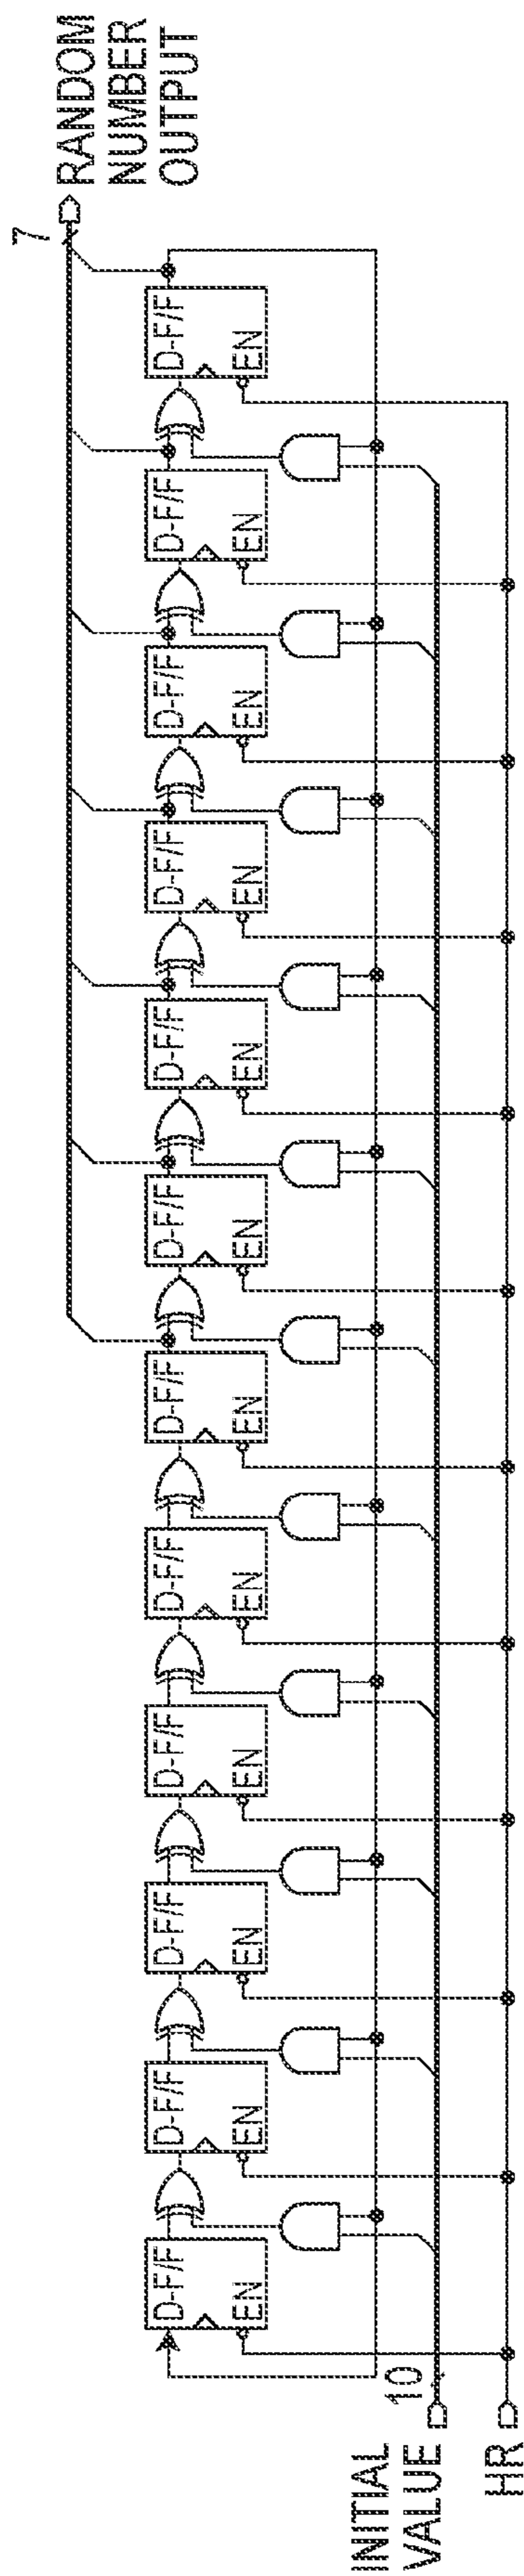 7
RANDOM
NUMBER
OUTPUT
D-F/F
D-F/F
D-F/F
D-F/F
D-F/F
D-F/F
D-F/F
D-F/F
D-F/F
D-F/F
D-F/F
D-F/F
EN
EN
EN
EN
EN
EN
EN
EN
EN
EN
EN
EN
INITIAL
VALUE
10
HR